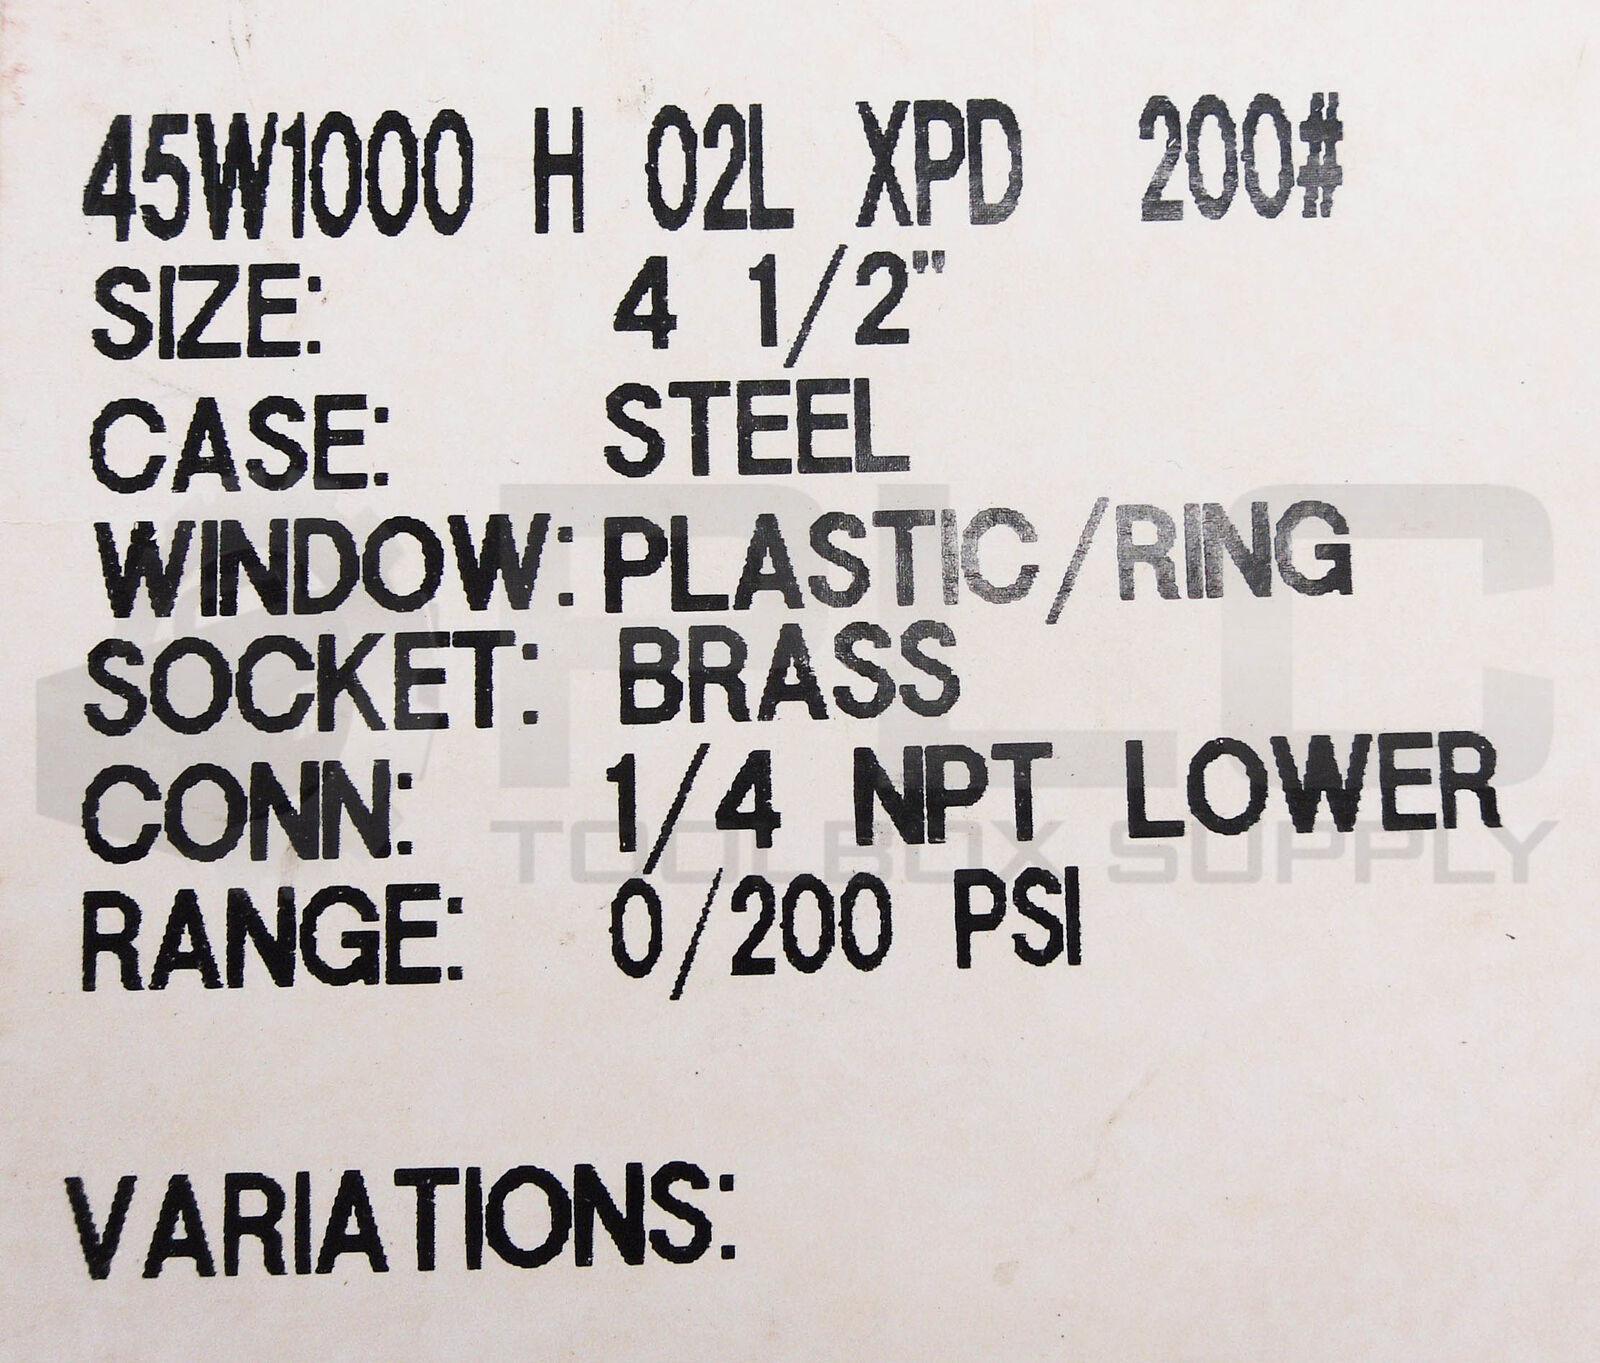 45W1000 H 02L XPD 200#
SIZE: 4 1/2"
CASE: STEEL
WINDOW: PLASTIC/RING
SOCKET: BRASS
CONN: 1/4 NPT LOWER
RANGE: 0/200 PSI
VARIATIONS:
PLC
TOOLBOX SUPPLY